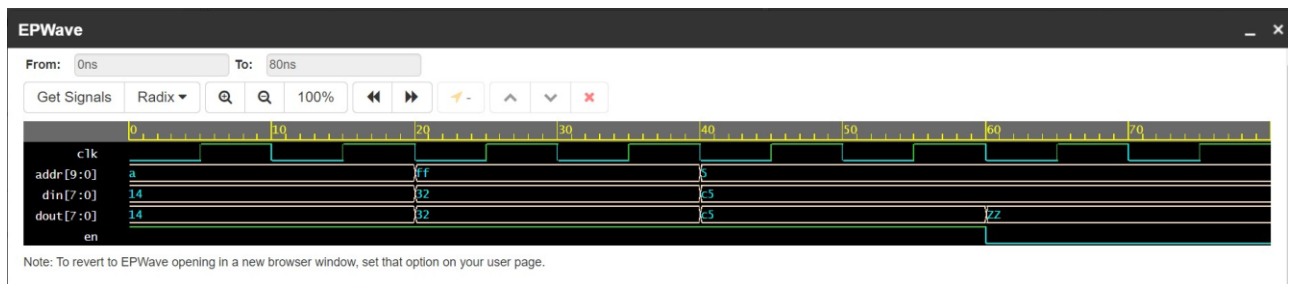 EPWave
From: 0ns To: 80ns
Get Signals Radix 100% -
0 10 20 30 40 50 60 70
clk
addr[9:0] a ff 5
din[7:0] 14 32 c5
dout[7:0] 14 32 c5 zz
en
Note: To revert to EPWave opening in a new browser window, set that option on your user page.